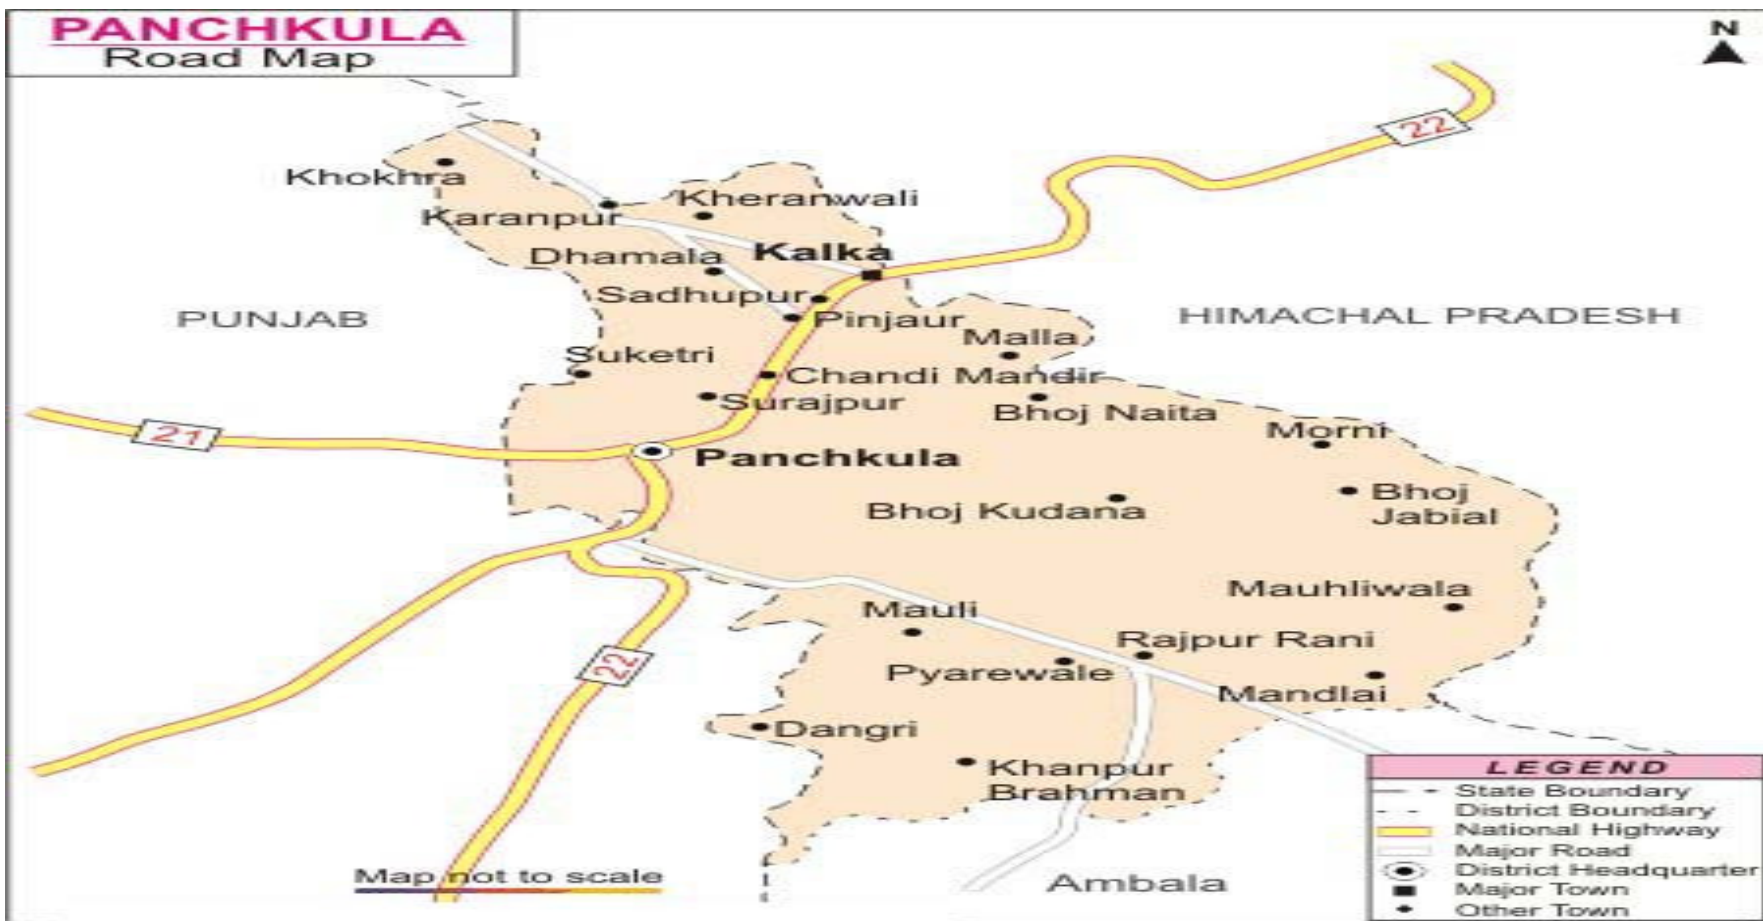 PANCHKULA
Road Map
N
22
Khokhra
Kheranwali
Karanpur
Dhamala
Kalka
Sadhupur
PUNJAB
Pinjaur
HIMACHAL PRADESH
Malla
Suketri
Chandi Mandir
Surajpur
Bhoj Naita
21
Morni
Panchkula
Bhoj
Jabial
Bhoj Kudana
Mauhliwala
Mauli
Rajpur Rani
22
Pyarewale
Mandlai
Dangri
Khanpur
Brahman
LEGEND
State Boundary
District Boundary
National Highway
Major Road
District Headquarter
Major Town
Other Town
Map not to scale
Ambala